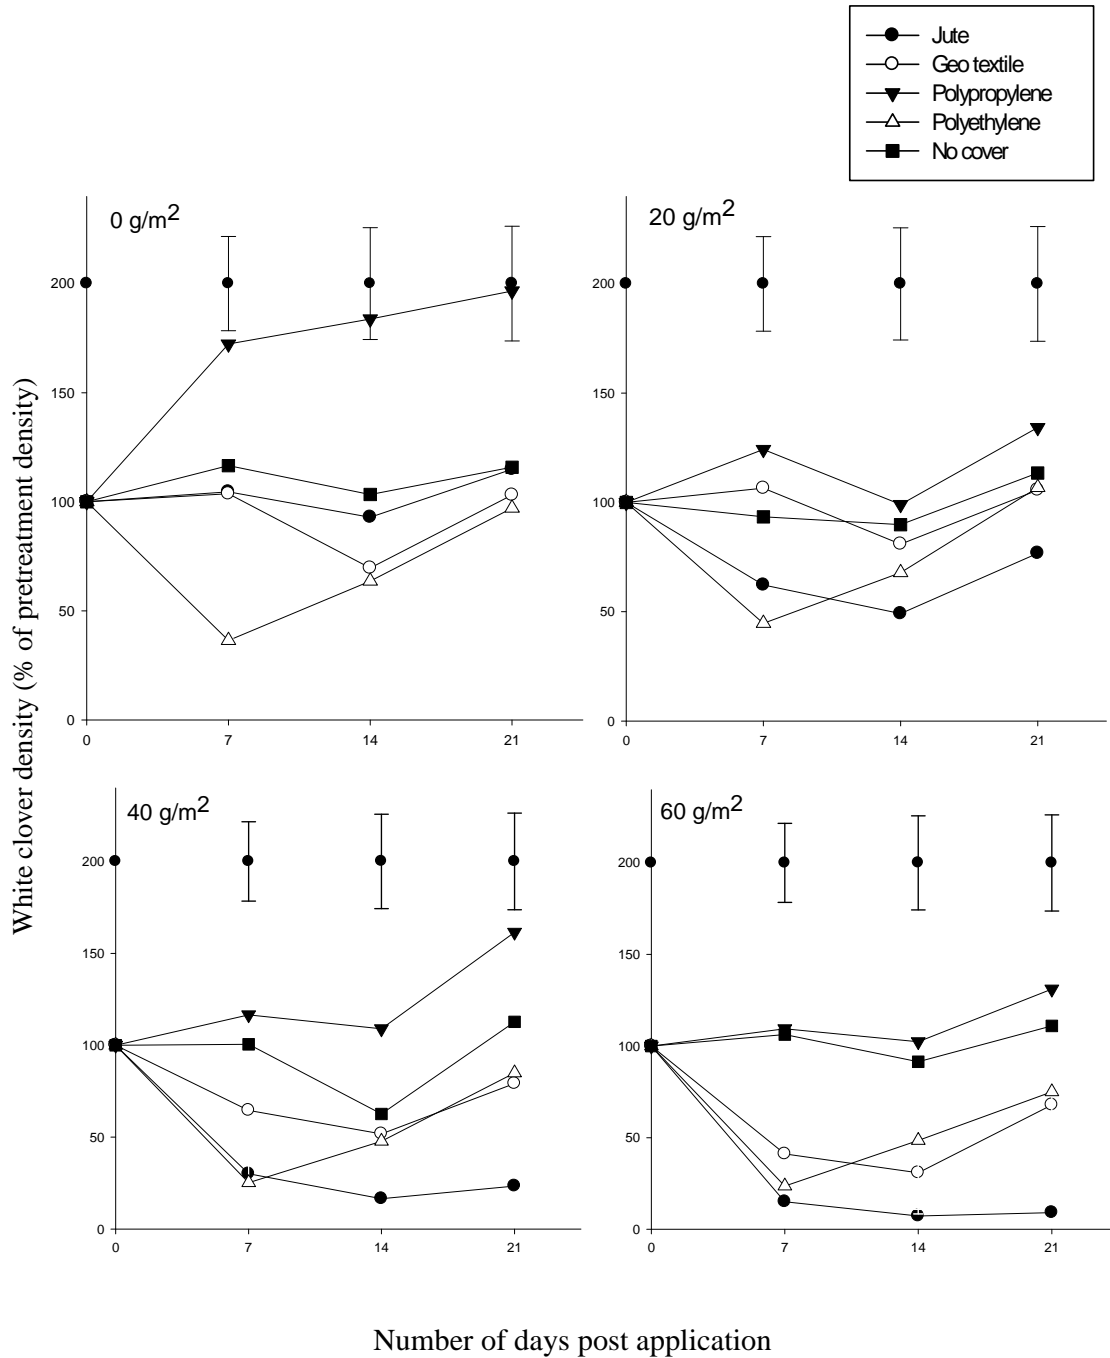 Jute
Geo textile
Polypropylene
Polyethylene
No cover
0 g/m2
200
150
100
50
0
0 7 14 21
20 g/m2
200
150
100
50
0
0 7 14 21
White clover density (% of pretreatment density)
40 g/m2
200
150
100
50
0
0 7 14 21
60 g/m2
200
150
100
50
0
0 7 14 21
Number of days post application